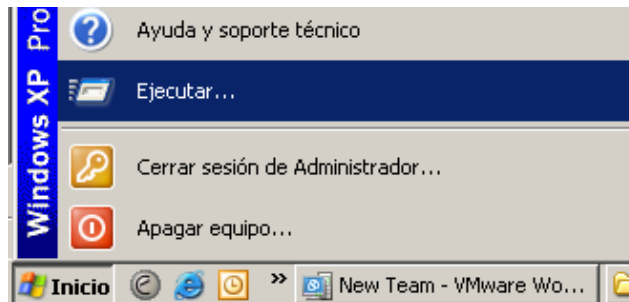 Windows XP Pro
Ayuda y soporte técnico
Ejecutar...
Cerrar sesión de Administrador...
Apagar equipo...
Inicio
»
New Team - VMware Wo...